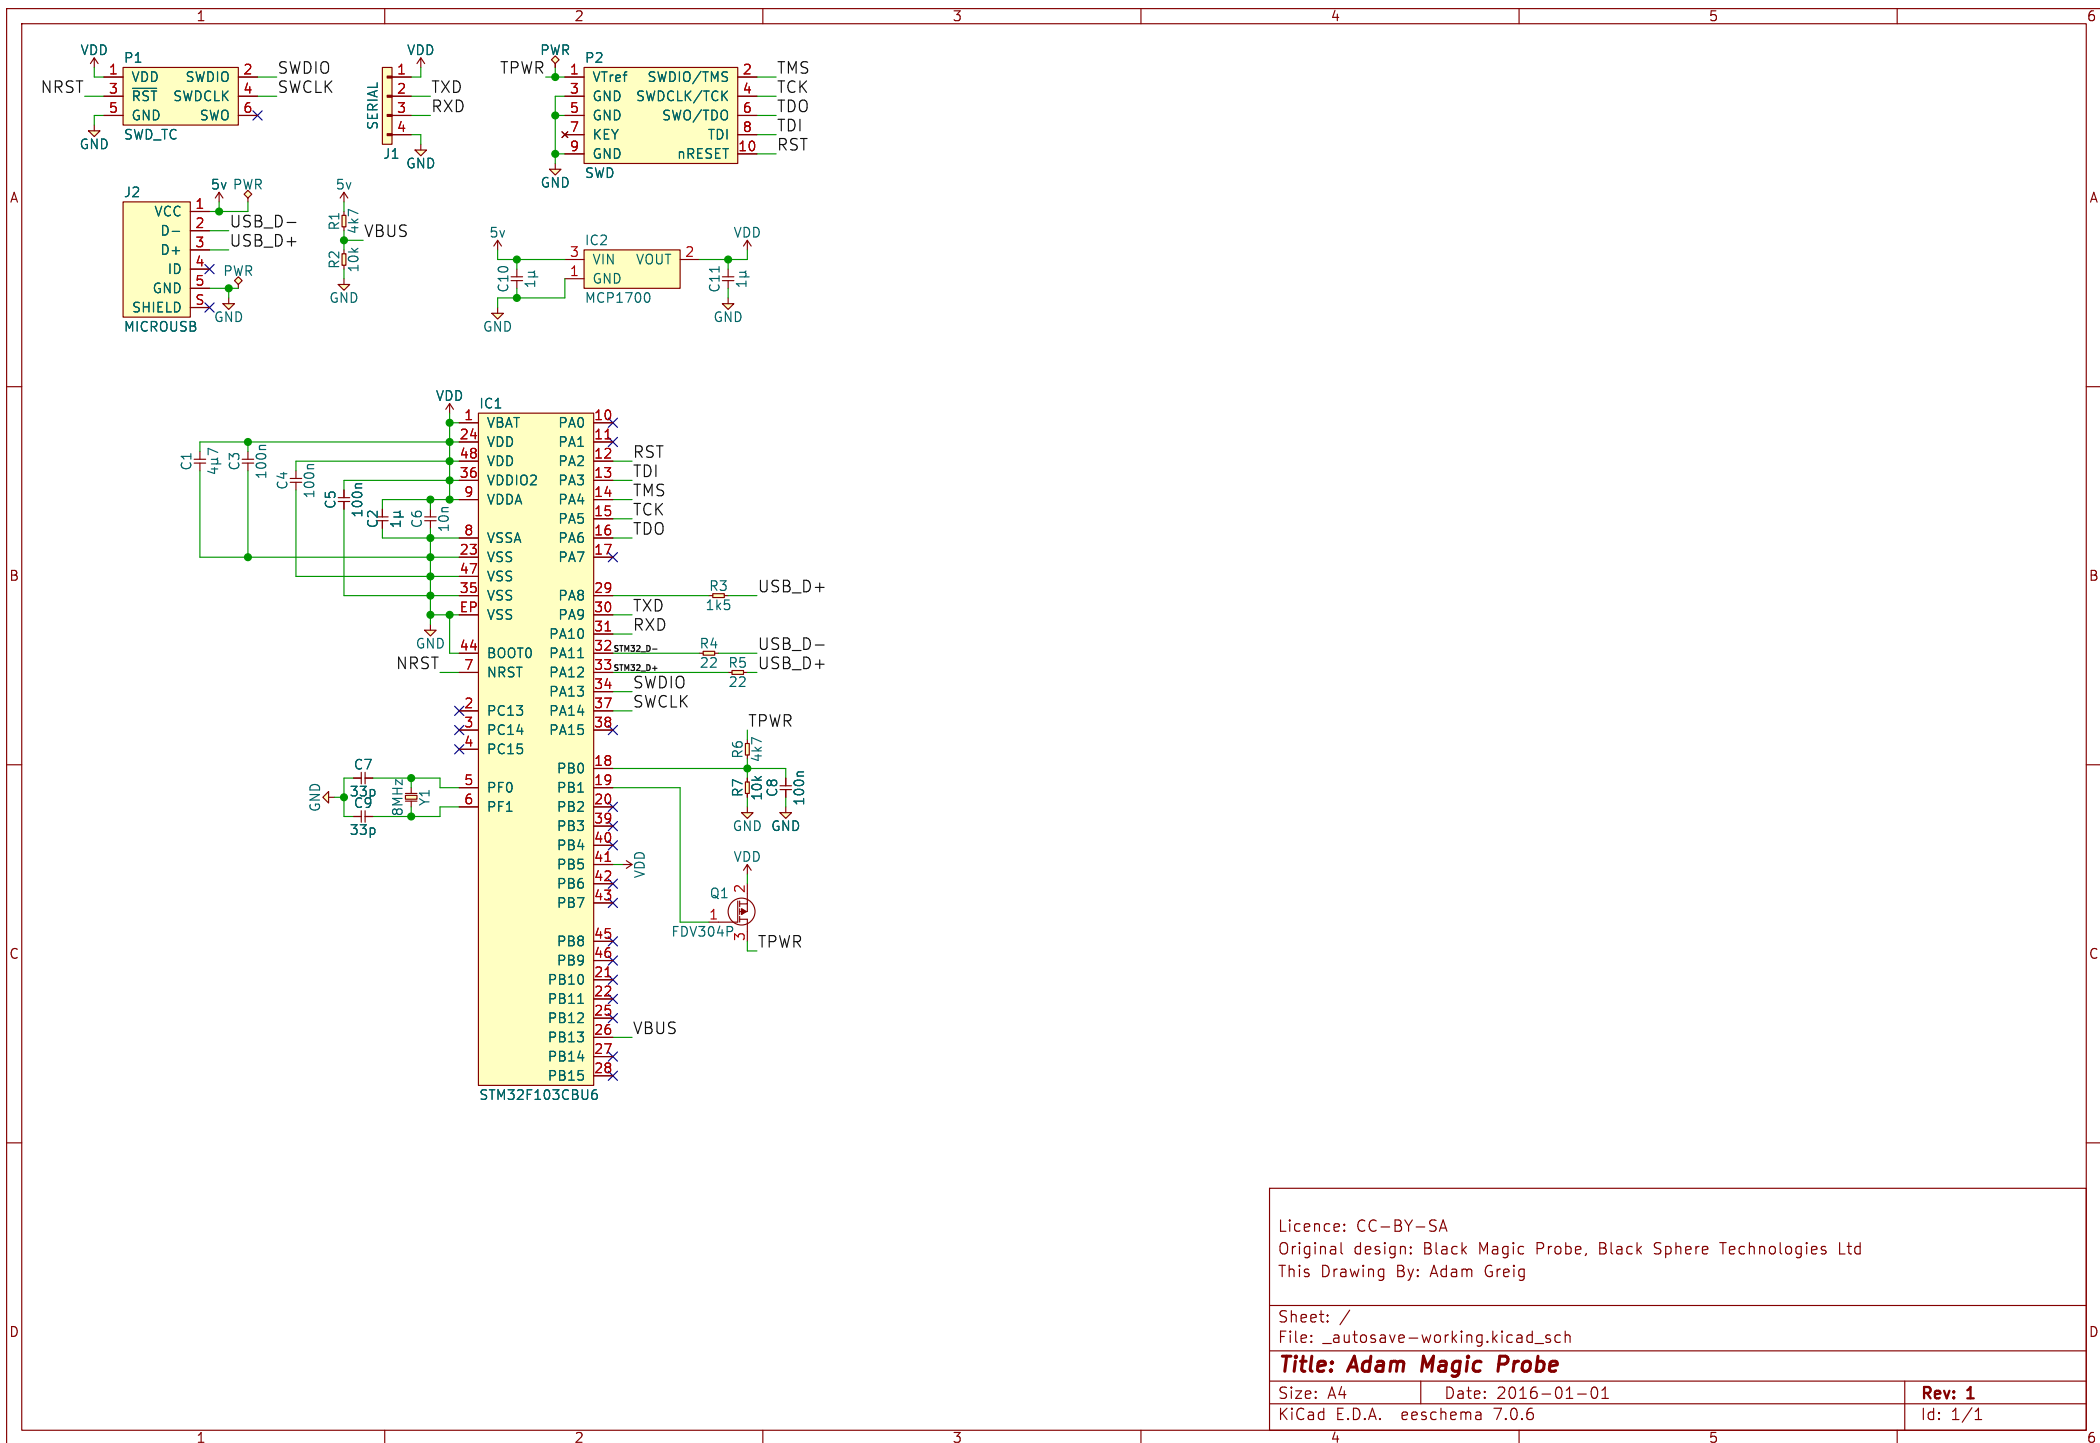 1 2 3 4 5 6
A
B
C
D
A
B
C
D
1 2 3 4 5 6
P1
VDD
NRST
GND
1 VDD SWDIO 2 SWDIO
3 RST SWDCLK 4 SWCLK
5 GND SWO 6
SWD_TC
SERIAL
VDD
1
2 TXD
3 RXD
4
J1
GND
PWR
P2
TPWR
1 VTref SWDIO/TMS 2 TMS
3 GND SWDCLK/TCK 4 TCK
5 GND SWO/TDO 6 TDO
7 KEY TDI 8 TDI
9 GND nRESET 10 RST
GND
SWD
J2
5v PWR
VCC 1
D- 2 USB_D-
D+ 3 USB_D+
ID 4
PWR
GND 5
SHIELD S
GND
MICROUSB
5v
R1 4k7
VBUS
R2 10k
GND
5v
IC2
VDD
3 VIN VOUT 2
1 GND
MCP1700
C10 1µ
C11 1µ
GND
GND
VDD
IC1
1 VBAT
24 VDD
48 VDD
36 VDDIO2
9 VDDA
8 VSSA
23 VSS
47 VSS
35 VSS
EP VSS
44 BOOT0
7 NRST
2 PC13
3 PC14
4 PC15
5 PF0
6 PF1
C1 4µ7
C3 100n
C4 100n
C5 100n
C2 1µ
C6 10n
GND
NRST
GND
C7
33p
C9
33p
8MHz
Y1
PA0 10
PA1 11
PA2 12 RST
PA3 13 TDI
PA4 14 TMS
PA5 15 TCK
PA6 16 TDO
PA7 17
PA8 29 R3 1k5 USB_D+
PA9 30 TXD
PA10 31 RXD
PA11 32 STM32_D- R4 22 USB_D-
PA12 33 STM32_D+ R5 22 USB_D+
PA13 34 SWDIO
PA14 37 SWCLK
PA15 38
PB0 18
PB1 19
PB2 20
PB3 39
PB4 40
PB5 41 VDD
PB6 42
PB7 43
PB8 45
PB9 46
PB10 21
PB11 22
PB12 25
PB13 26 VBUS
PB14 27
PB15 28
STM32F103CBU6
TPWR
R6 4k7
R7 10k
C8 100n
GND GND
VDD
Q1
2
1
FDV304P
3
TPWR
Licence: CC-BY-SA
Original design: Black Magic Probe, Black Sphere Technologies Ltd
This Drawing By: Adam Greig
Sheet: /
File: _autosave-working.kicad_sch
Title: Adam Magic Probe
Size: A4 Date: 2016-01-01 Rev: 1
KiCad E.D.A. eeschema 7.0.6 Id: 1/1